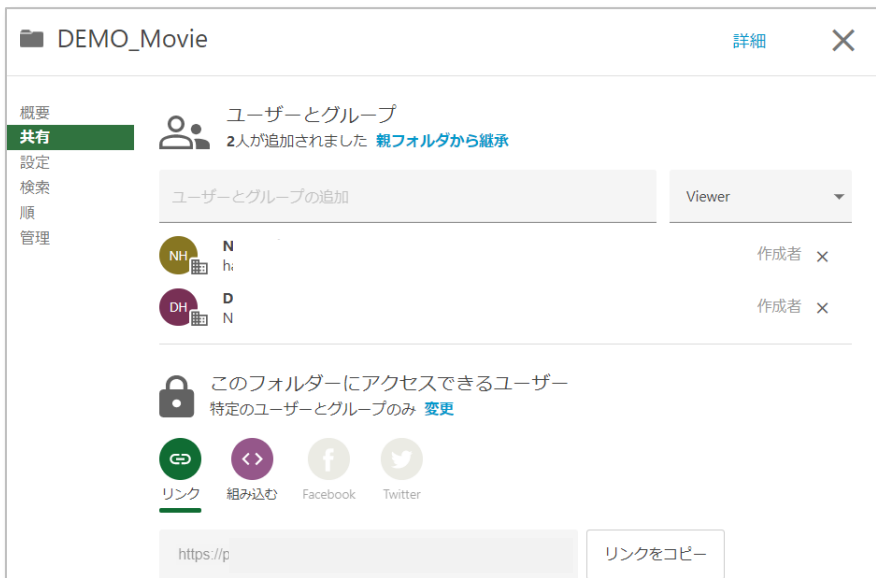 DEMO_Movie
詳細
概要
共有
設定
検索
順
管理
ユーザーとグループ
2人が追加されました 親フォルダから継承
ユーザーとグループの追加
Viewer
NH
N
作成者
DH
D
N
作成者
このフォルダーにアクセスできるユーザー
特定のユーザーとグループのみ 変更
リンク
組み込む
Facebook
Twitter
https://p
リンクをコピー